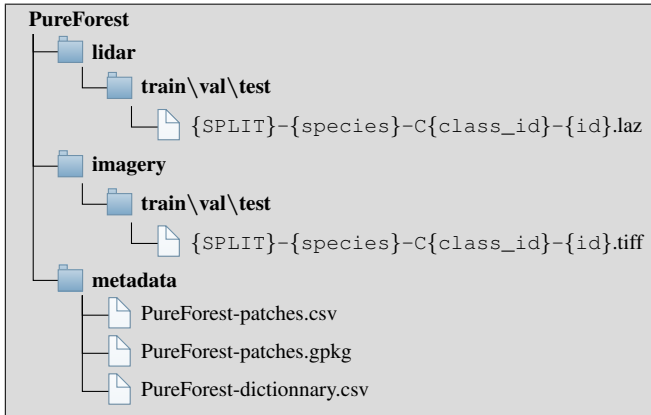 PureForest
lidar
train\val\test
{SPLIT}-{species}-C{class_id}-{id}.laz
imagery
train\val\test
{SPLIT}-{species}-C{class_id}-{id}.tiff
metadata
PureForest-patches.csv
PureForest-patches.gpkg
PureForest-dictionnary.csv